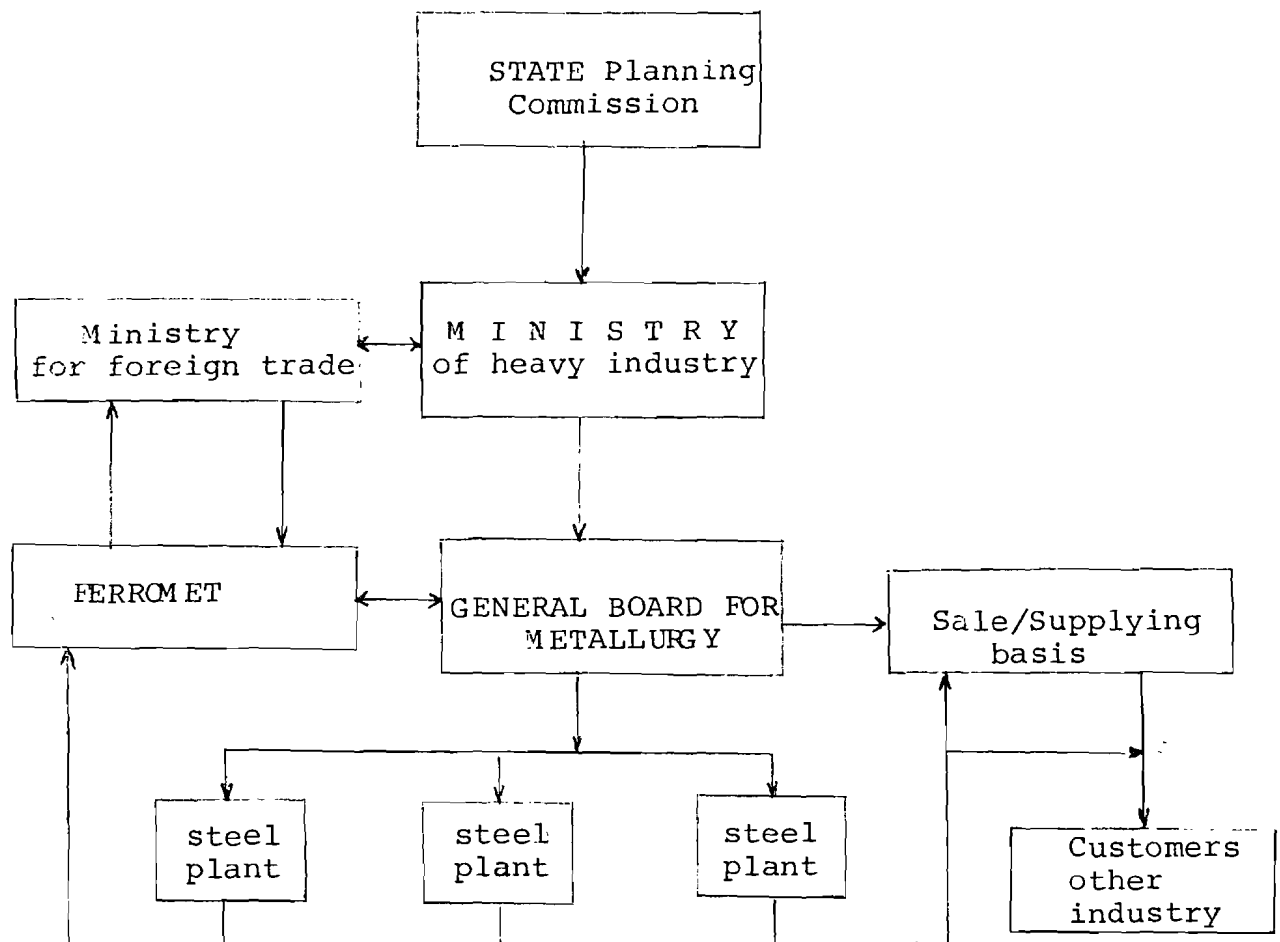 STATE Planning
Commission
Ministry
for foreign trade
M I N I S T R Y
of heavy industry
FERROMET
GENERAL BOARD FOR
METALLURGY
Sale/Supplying
basis
steel
plant
steel
plant
steel
plant
Customers
other
industry